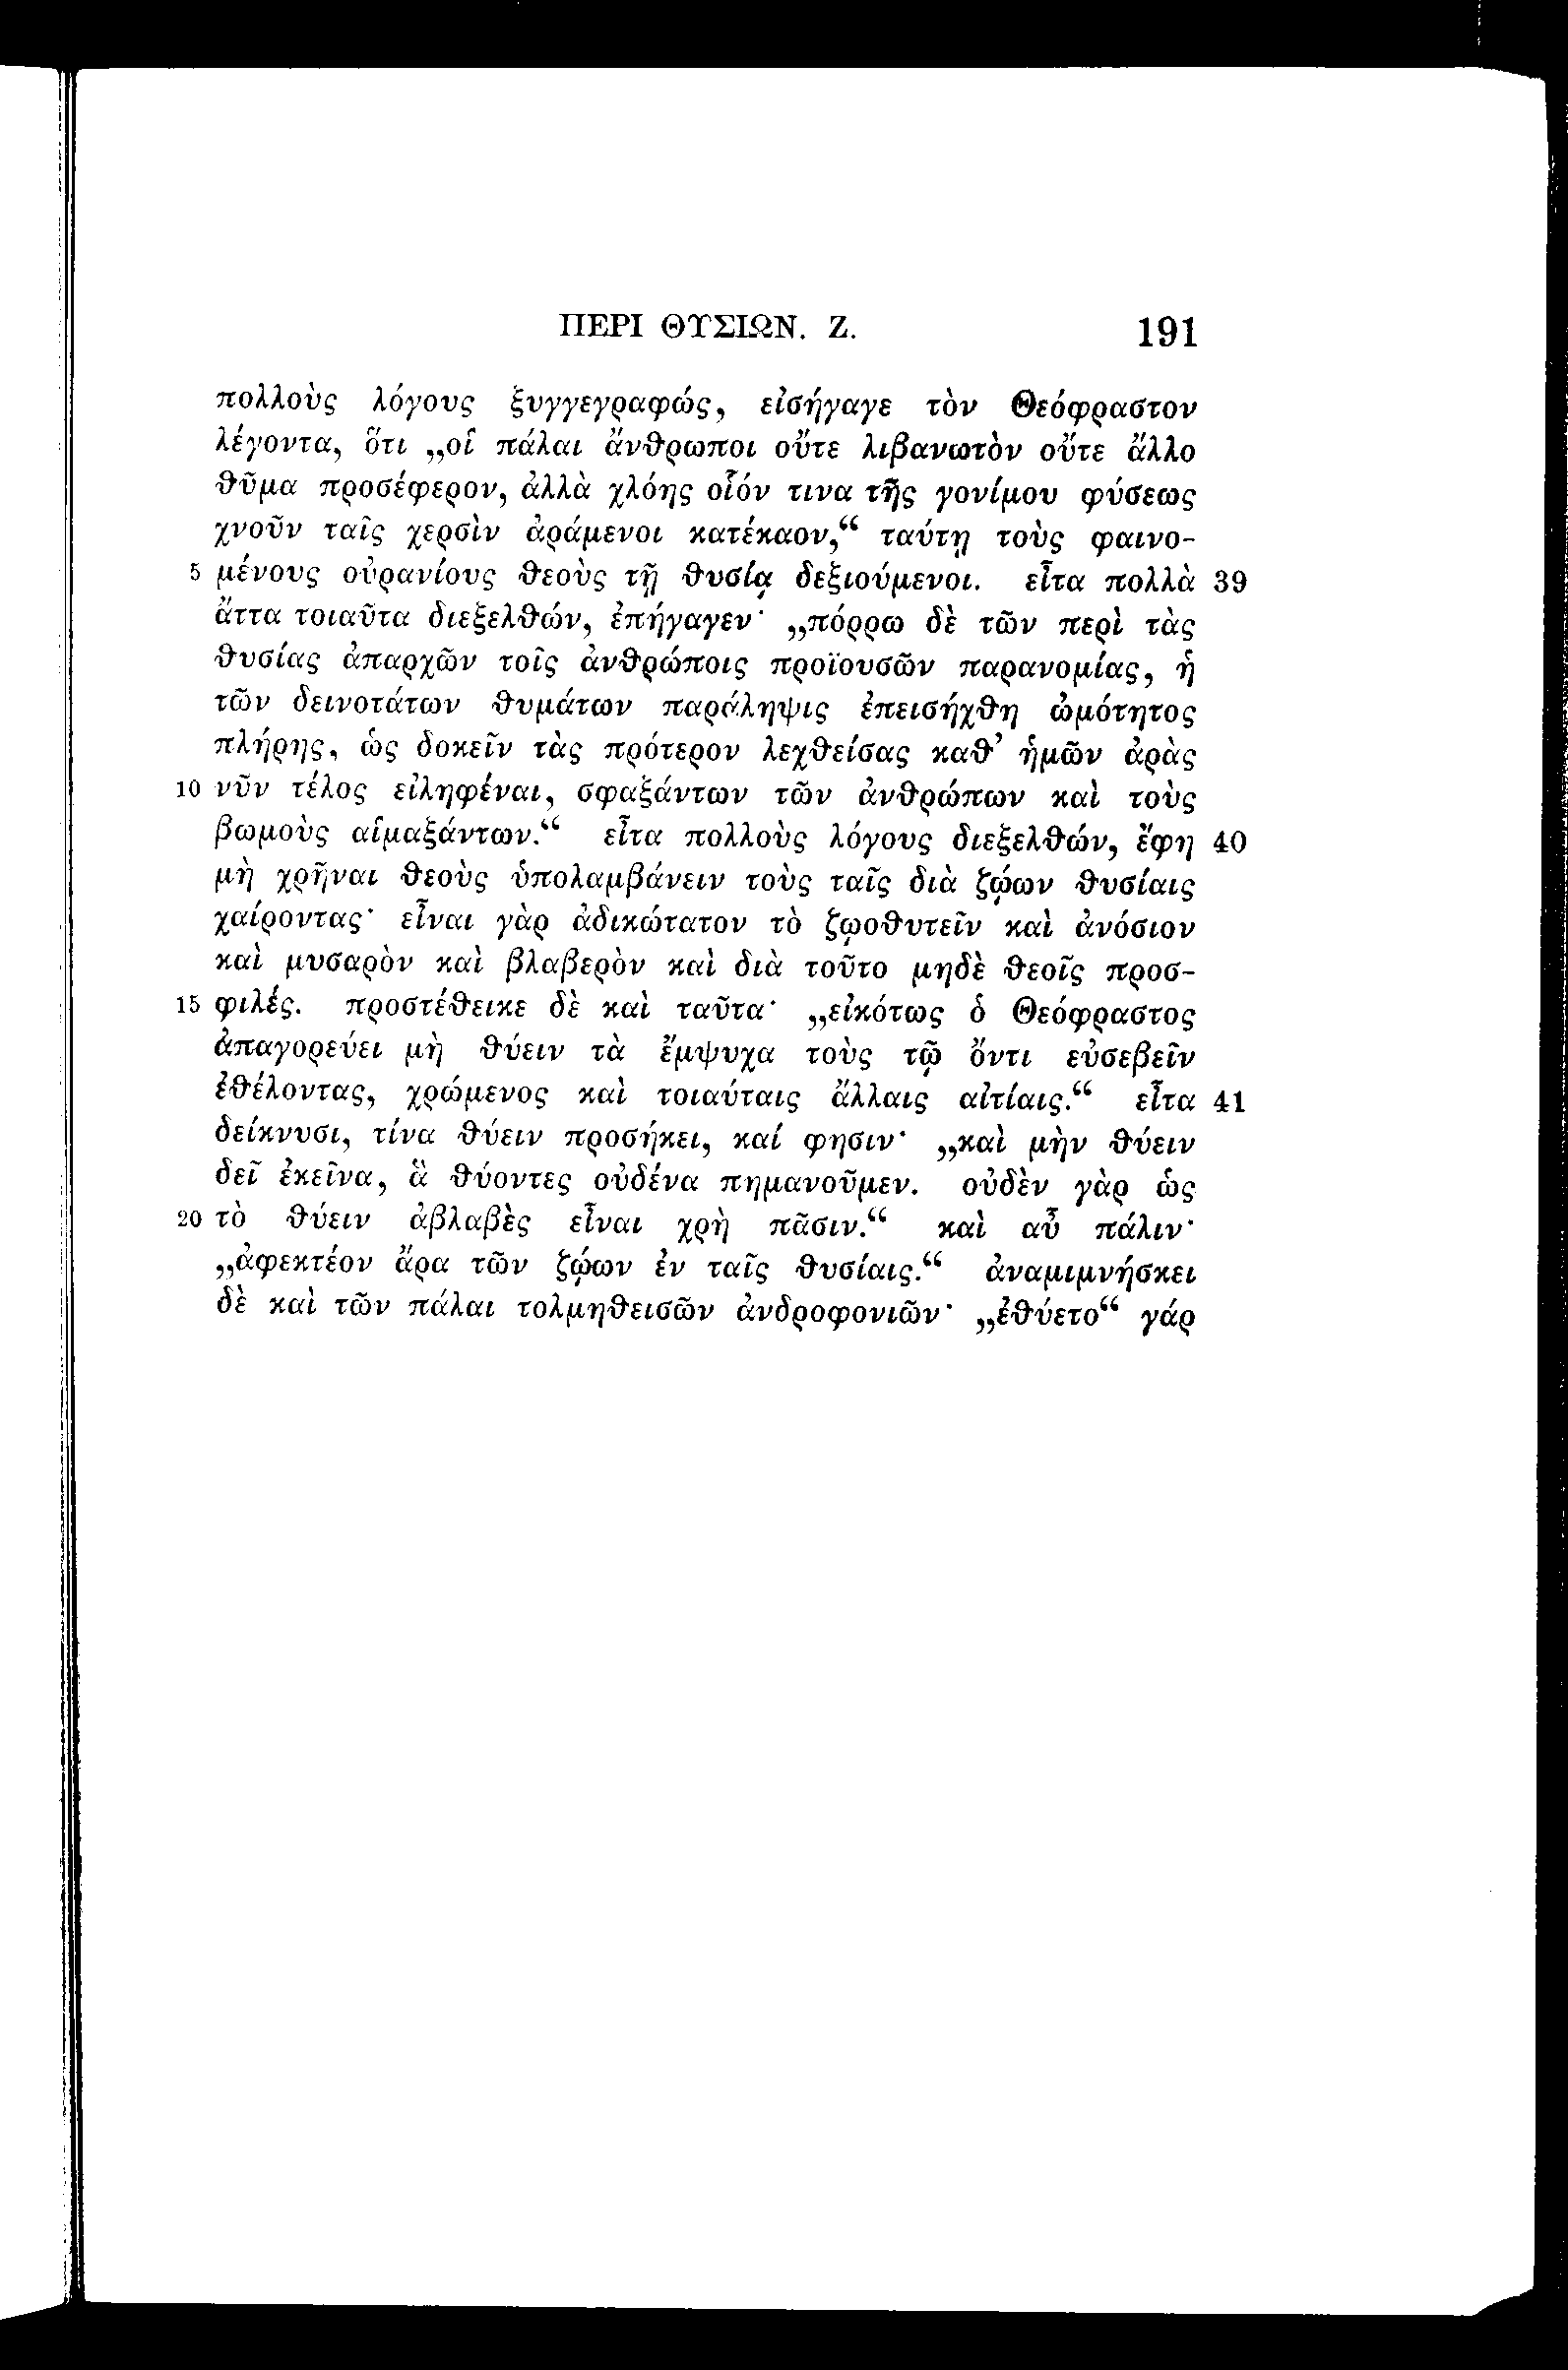 ΠΕΡΙ ΘΥΣΙΩΝ. Ζ. 191
πολλοὺς λόγους ξυγγεγραφώς, εἰσήγαγε τὸν Θεόφραστον
λέγοντα, ὅτι „οἱ πάλαι ἄνθρωποι οὔτε λιβανωτὸν οὔτε ἄλλο
θῦμα προσέφερον, ἀλλὰ χλόης οἷόν τινα τῆς γονίμου φύσεως
χνοῦν ταῖς χερσὶν ἀράμενοι κατέκαον,“ ταύτῃ τοὺς φαινο-
5 μένους οὐρανίους θεοὺς τῇ θυσίᾳ δεξιούμενοι. εἶτα πολλὰ 39
ἄττα τοιαῦτα διεξελθών, ἐπήγαγεν· „πόρρω δὲ τῶν περὶ τὰς
θυσίας ἀπαρχῶν τοῖς ἀνθρώποις προϊουσῶν παρανομίας, ἡ
τῶν δεινοτάτων θυμάτων παράληψις ἐπεισήχθη ὠμότητος
πλήρης, ὡς δοκεῖν τὰς πρότερον λεχθείσας καθ’ ἡμῶν ἀρὰς
10 νῦν τέλος εἰληφέναι, σφαξάντων τῶν ἀνθρώπων καὶ τοὺς
βωμοὺς αἱμαξάντων.“ εἶτα πολλοὺς λόγους διεξελθών, ἔφη 40
μὴ χρῆναι θεοὺς ὑπολαμβάνειν τοὺς ταῖς διὰ ζῴων θυσίαις
χαίροντας· εἶναι γὰρ ἀδικώτατον τὸ ζῳοθυτεῖν καὶ ἀνόσιον
καὶ μυσαρὸν καὶ βλαβερὸν καὶ διὰ τοῦτο μηδὲ θεοῖς προσ-
15 φιλές. προστέθεικε δὲ καὶ ταῦτα· „εἰκότως ὁ Θεόφραστος
ἀπαγορεύει μὴ θύειν τὰ ἔμψυχα τοὺς τῷ ὄντι εὐσεβεῖν
ἐθέλοντας, χρώμενος καὶ τοιαύταις ἄλλαις αἰτίαις.“ εἶτα 41
δείκνυσι, τίνα θύειν προσήκει, καί φησιν· „καὶ μὴν θύειν
δεῖ ἐκεῖνα, ἃ θύοντες οὐδένα πημανοῦμεν. οὐδὲν γὰρ ὡς
20 τὸ θύειν ἀβλαβὲς εἶναι χρὴ πᾶσιν.“ καὶ αὖ πάλιν·
„ἀφεκτέον ἄρα τῶν ζῴων ἐν ταῖς θυσίαις.“ ἀναμιμνήσκει
δὲ καὶ τῶν πάλαι τολμηθεισῶν ἀνδροφονιῶν· „ἐθύετο“ γάρ